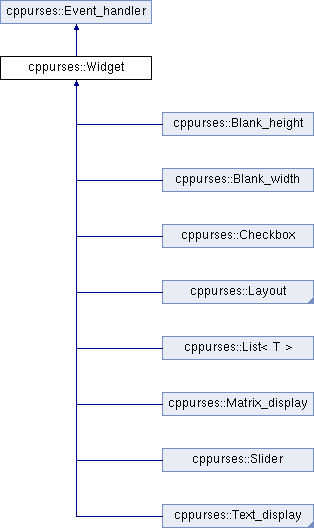 cppurses::Event_handler
cppurses::Widget
cppurses::Blank_height
cppurses::Blank_width
cppurses::Checkbox
cppurses::Layout
cppurses::List< T >
cppurses::Matrix_display
cppurses::Slider
cppurses::Text_display